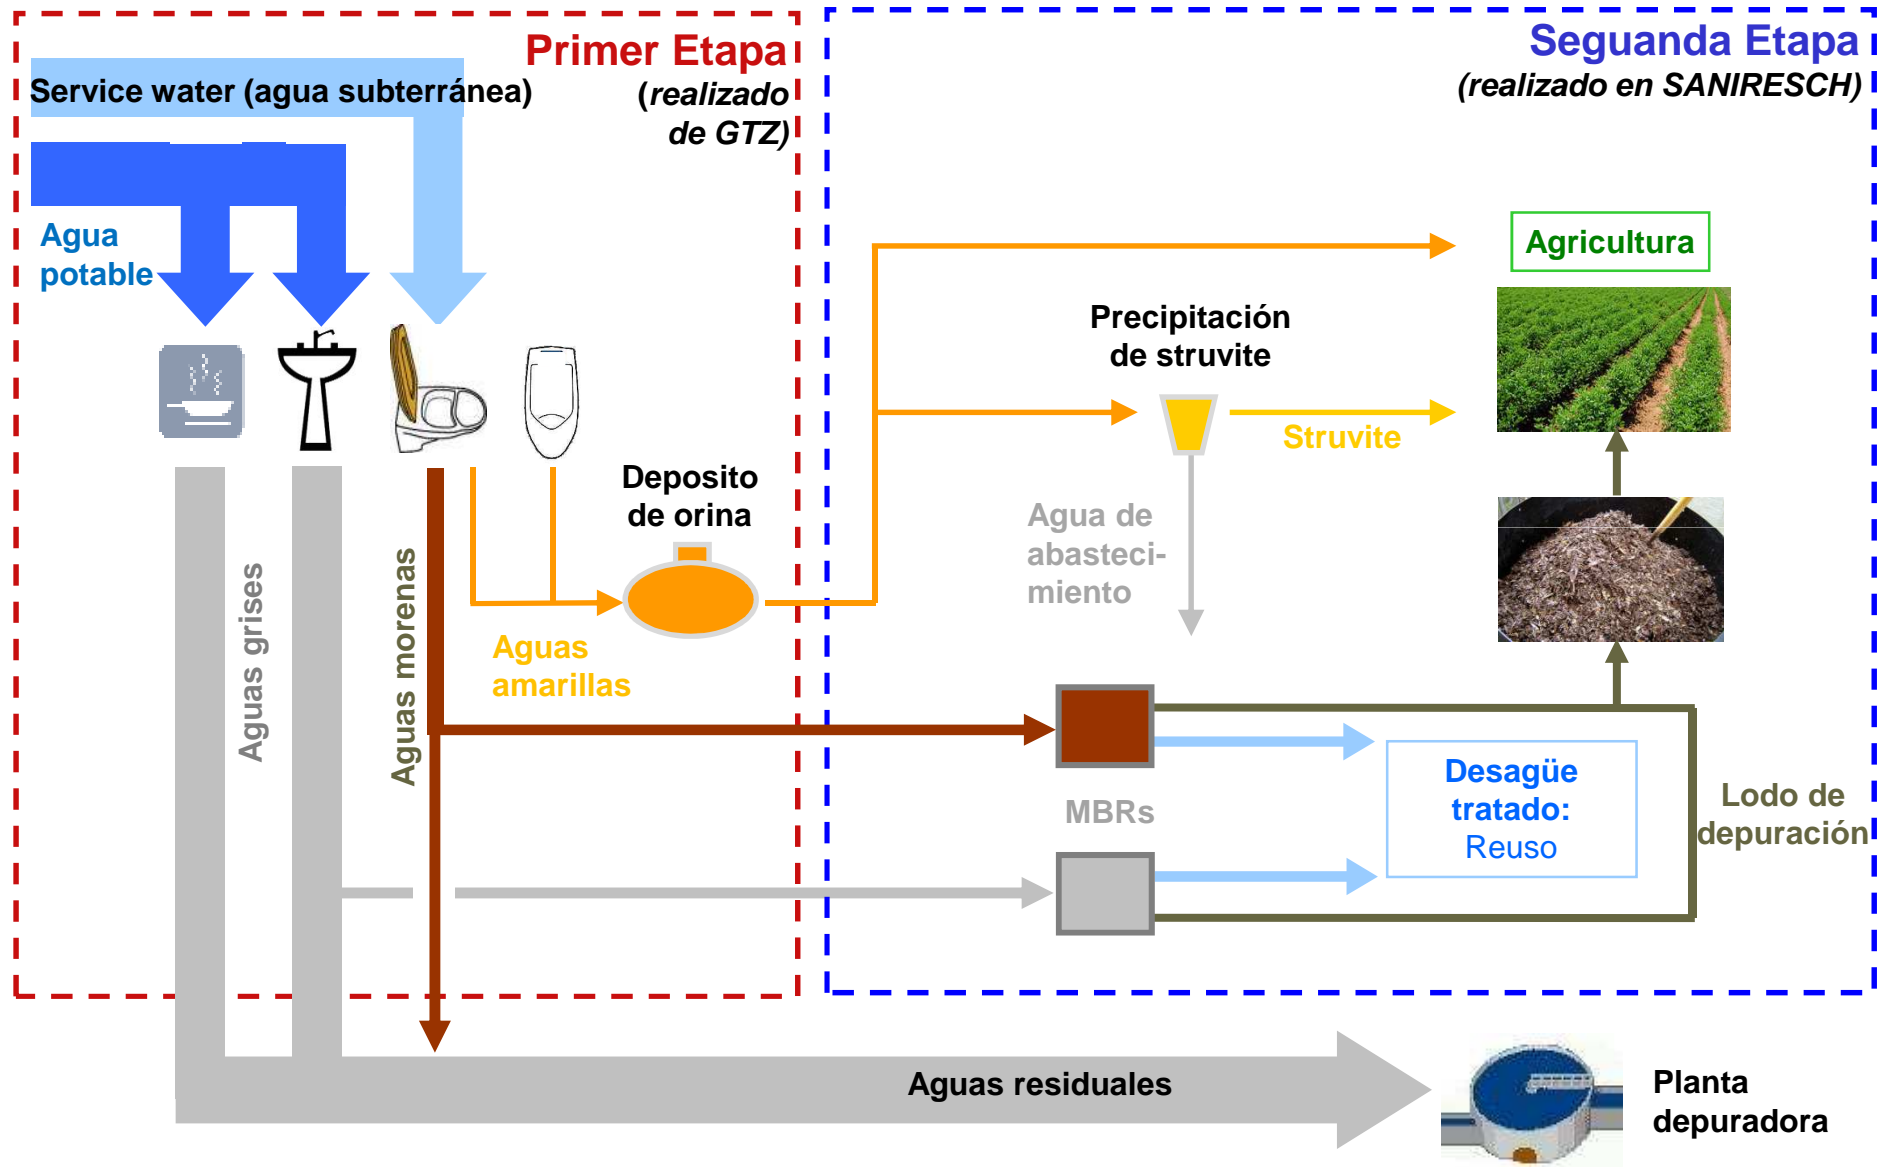 Primer Etapa
(realizado
de GTZ)
Service water (agua subterránea)
Agua
potable
Deposito
de orina
Aguas grises
Aguas morenas
Aguas
amarillas
Seguanda Etapa
(realizado en SANIRESCH)
Agricultura
Precipitación
de struvite
Struvite
Agua de
abasteci-
miento
MBRs
Desagüe
tratado:
Reuso
Lodo de
depuración
Aguas residuales
Planta
depuradora